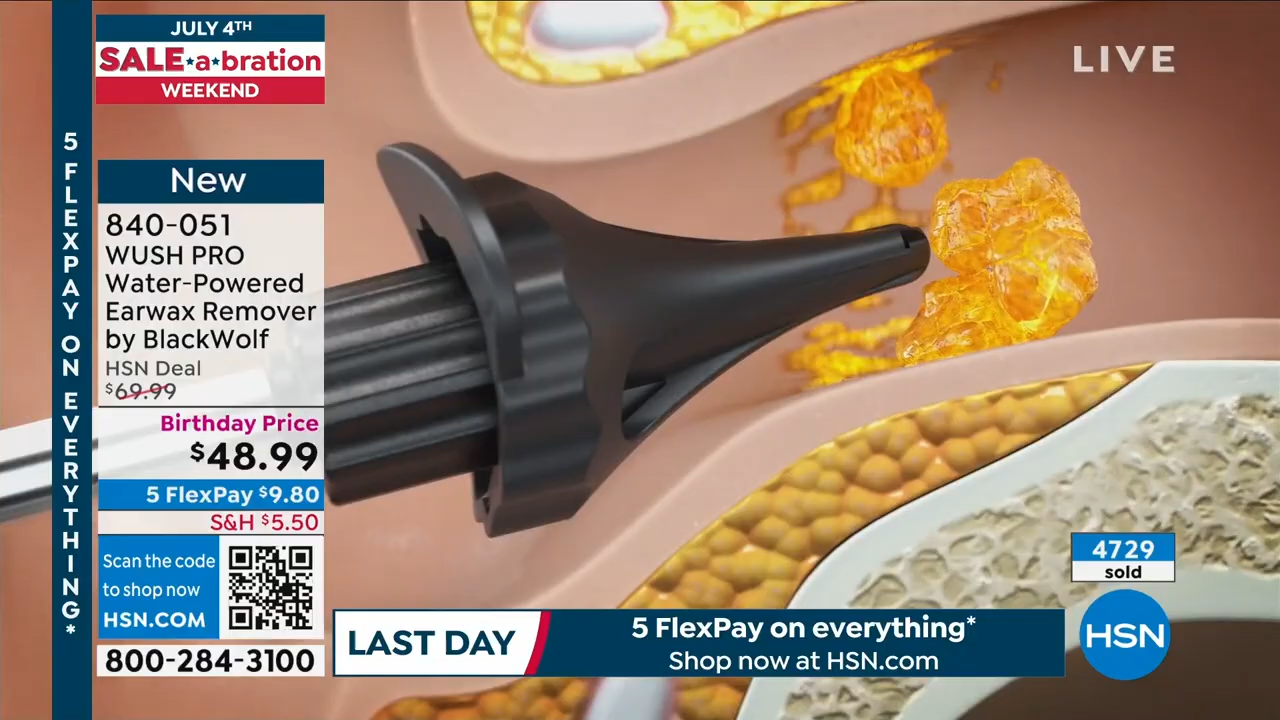 JULY 4TH
SALE★a★bration
WEEKEND
LIVE
5 FLEXPAY ON EVERYTHING*
New
840-051
WUSH PRO
Water-Powered
Earwax Remover
by BlackWolf
HSN Deal
$69.99
Birthday Price
$48.99
5 FlexPay $9.80
S&H $5.50
Scan the code
to shop now
HSN.COM
800-284-3100
LAST DAY
5 FlexPay on everything*
Shop now at HSN.com
4729
sold
HSN